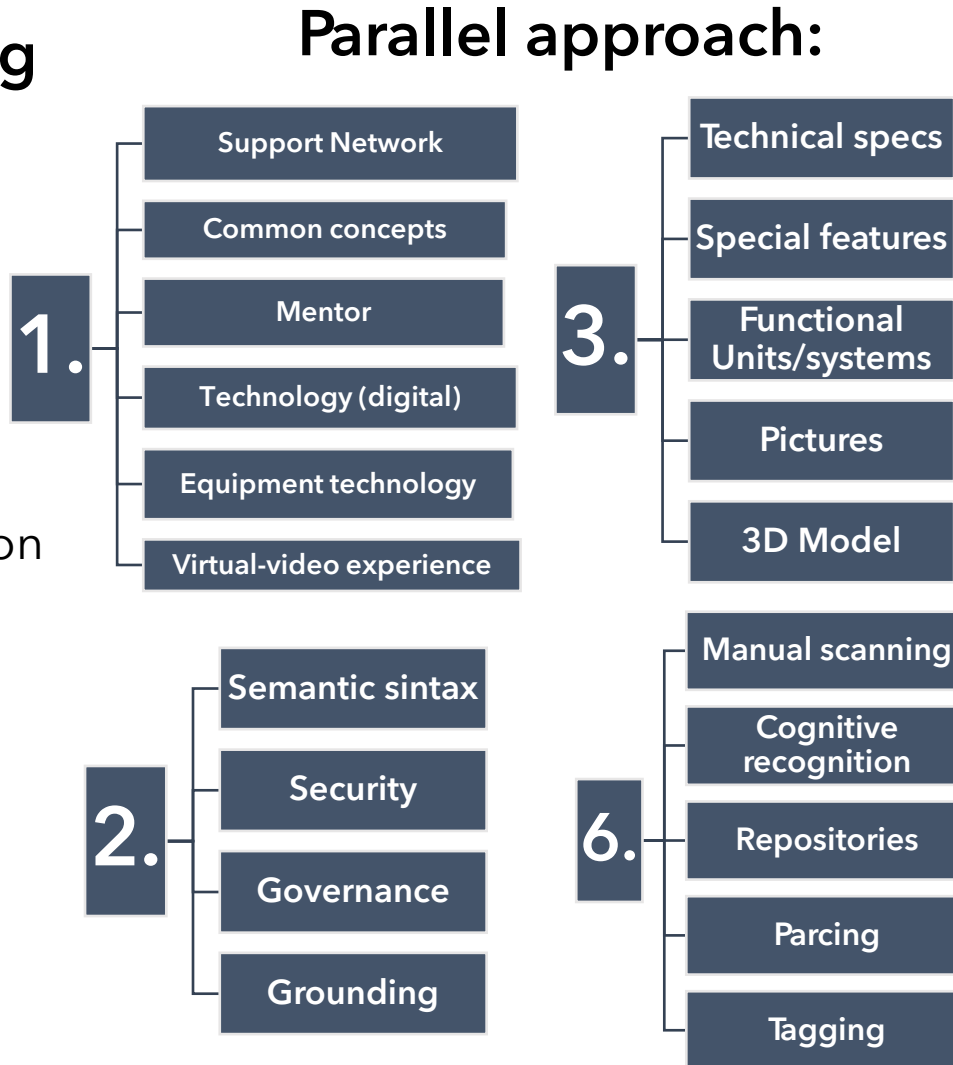 g
Parallel approach:
on
1.
Support Network
Common concepts
Mentor
Technology (digital)
Equipment technology
Virtual-video experience
2.
Semantic sintax
Security
Governance
Grounding
3.
Technical specs
Special features
Functional
Units/systems
Pictures
3D Model
6.
Manual scanning
Cognitive
recognition
Repositories
Parcing
Tagging